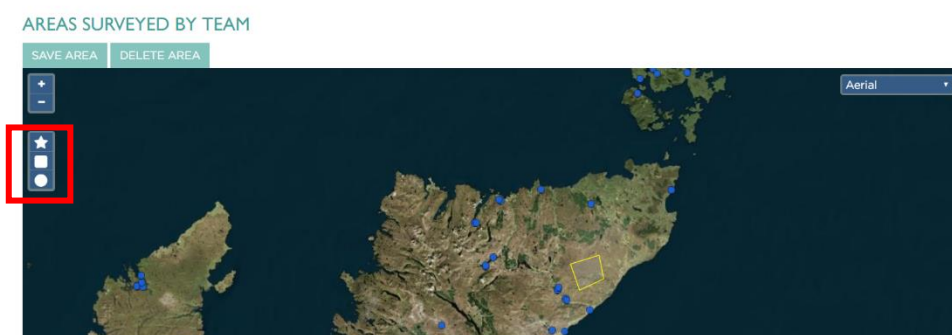 AREAS SURVEYED BY TEAM
SAVE AREA DELETE AREA
+
Aerial
-